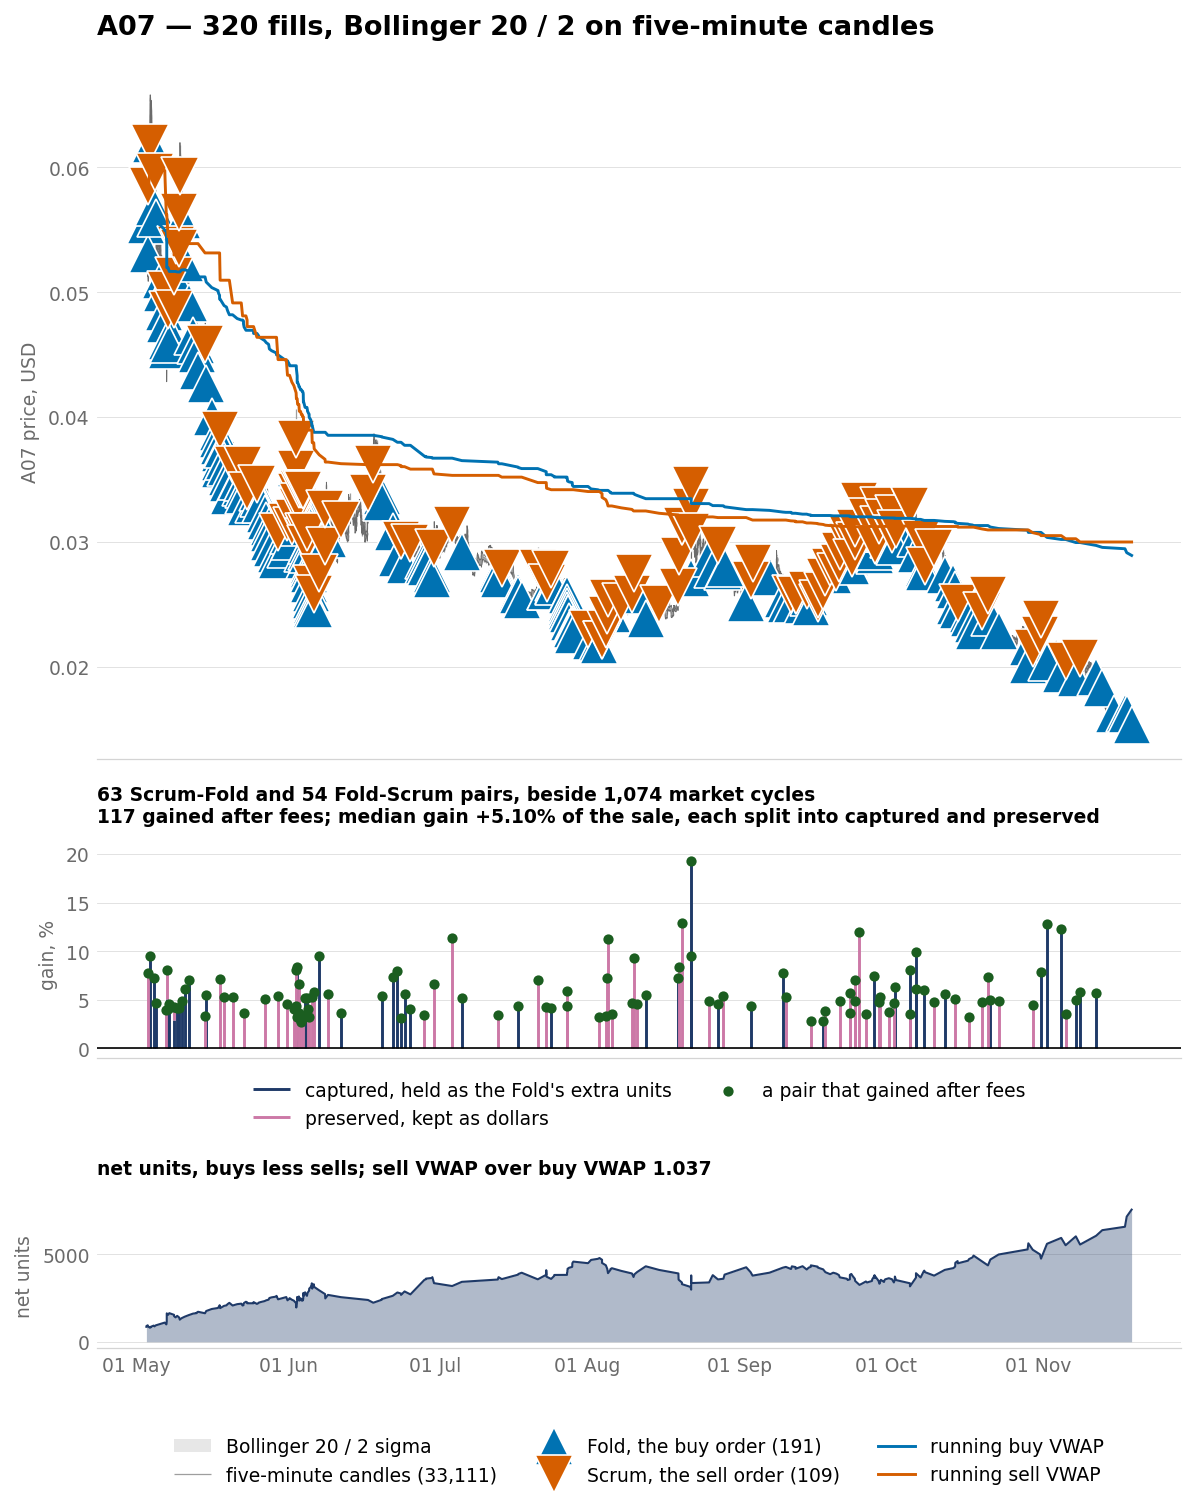 A07 — 320 fills, Bollinger 20 / 2 on five-minute candles
0.06
0.05
0.04
0.03
0.02
A07 price, USD
63 Scrum-Fold and 54 Fold-Scrum pairs, beside 1,074 market cycles
117 gained after fees; median gain +5.10% of the sale, each split into captured and preserved
20
15
10
5
0
gain, %
captured, held as the Fold's extra units
a pair that gained after fees
preserved, kept as dollars
net units, buys less sells; sell VWAP over buy VWAP 1.037
5000
0
net units
01 May
01 Jun
01 Jul
01 Aug
01 Sep
01 Oct
01 Nov
Bollinger 20 / 2 sigma
Fold, the buy order (191)
running buy VWAP
five-minute candles (33,111)
Scrum, the sell order (109)
running sell VWAP